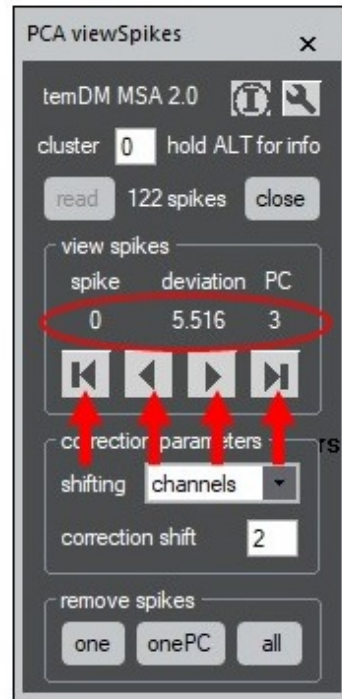 PCA viewSpikes
temDM MSA 2.0
cluster 0 hold ALT for info
read 122 spikes close
view spikes
spike deviation PC
0 5.516 3
correction parameters rs
shifting channels
correction shift 2
remove spikes
one onePC all